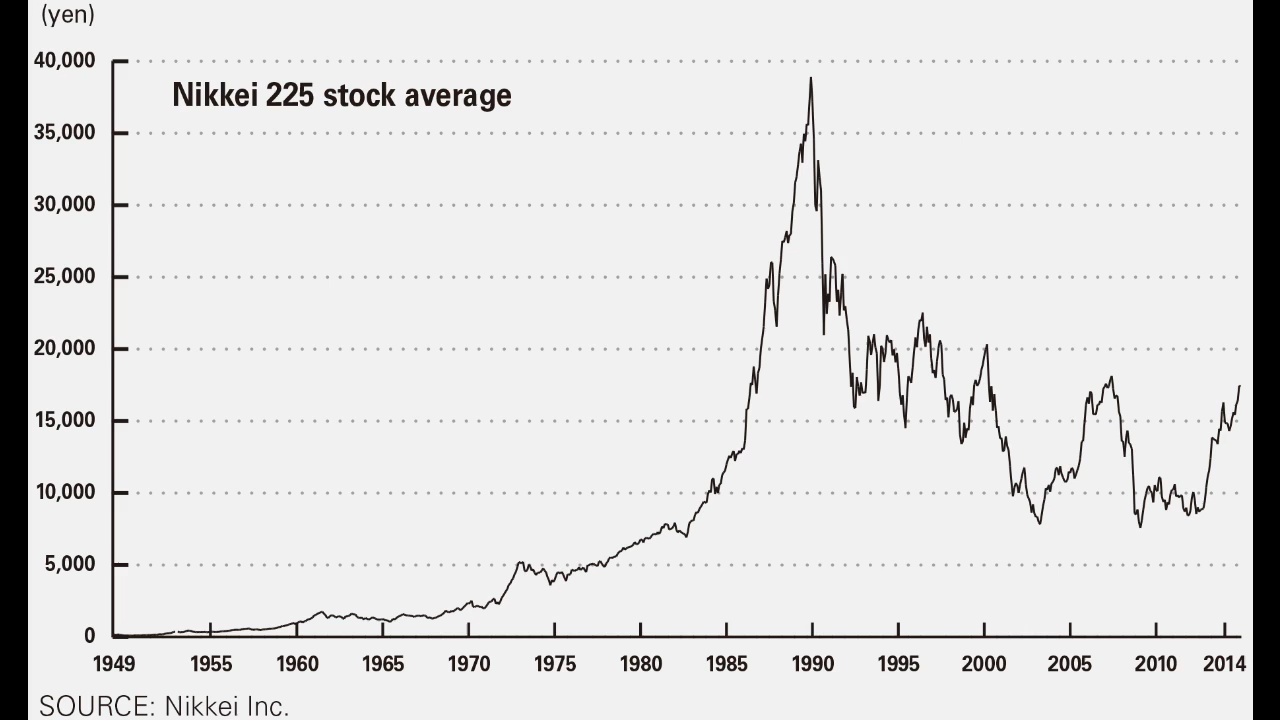 (yen)
40,000
Nikkei 225 stock average
35,000
30,000
25,000
20,000
15,000
10,000
5,000
0
1949 1955 1960 1965 1970 1975 1980 1985 1990 1995 2000 2005 2010 2014
SOURCE: Nikkei Inc.